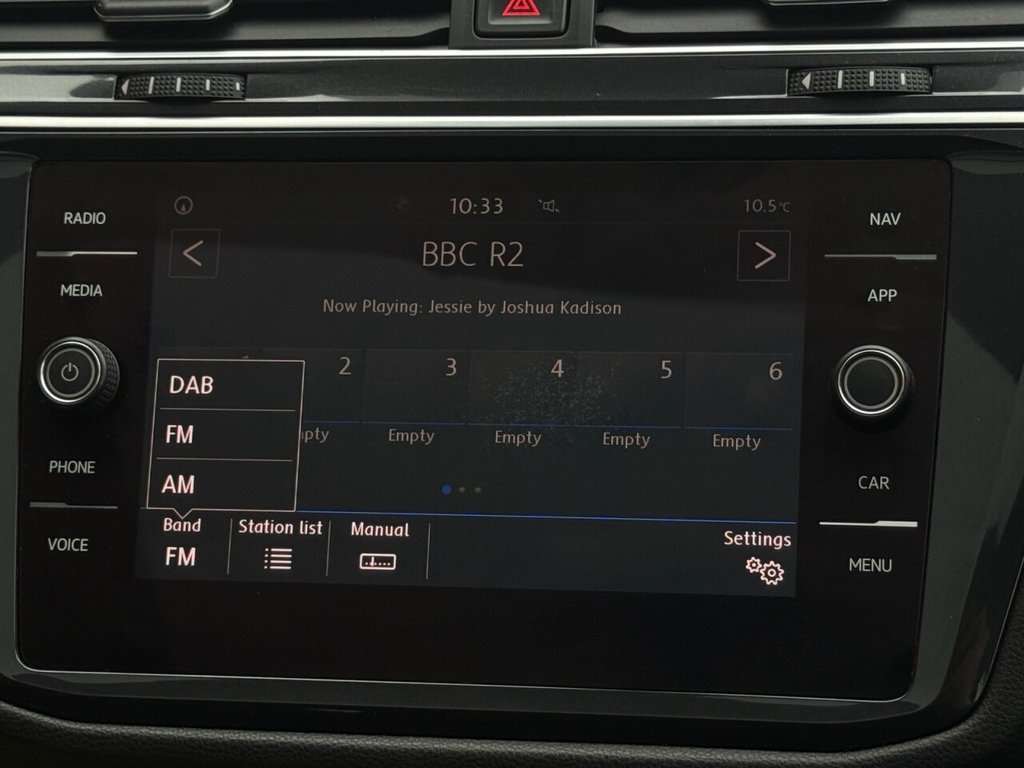 RADIO
MEDIA
PHONE
VOICE
10:33
10.5°C
<
BBC R2
>
Now Playing: Jessie by Joshua Kadison
2 3 4 5 6
Empty Empty Empty Empty
DAB
FM
AM
Band
FM
Station list
Manual
Settings
NAV
APP
CAR
MENU